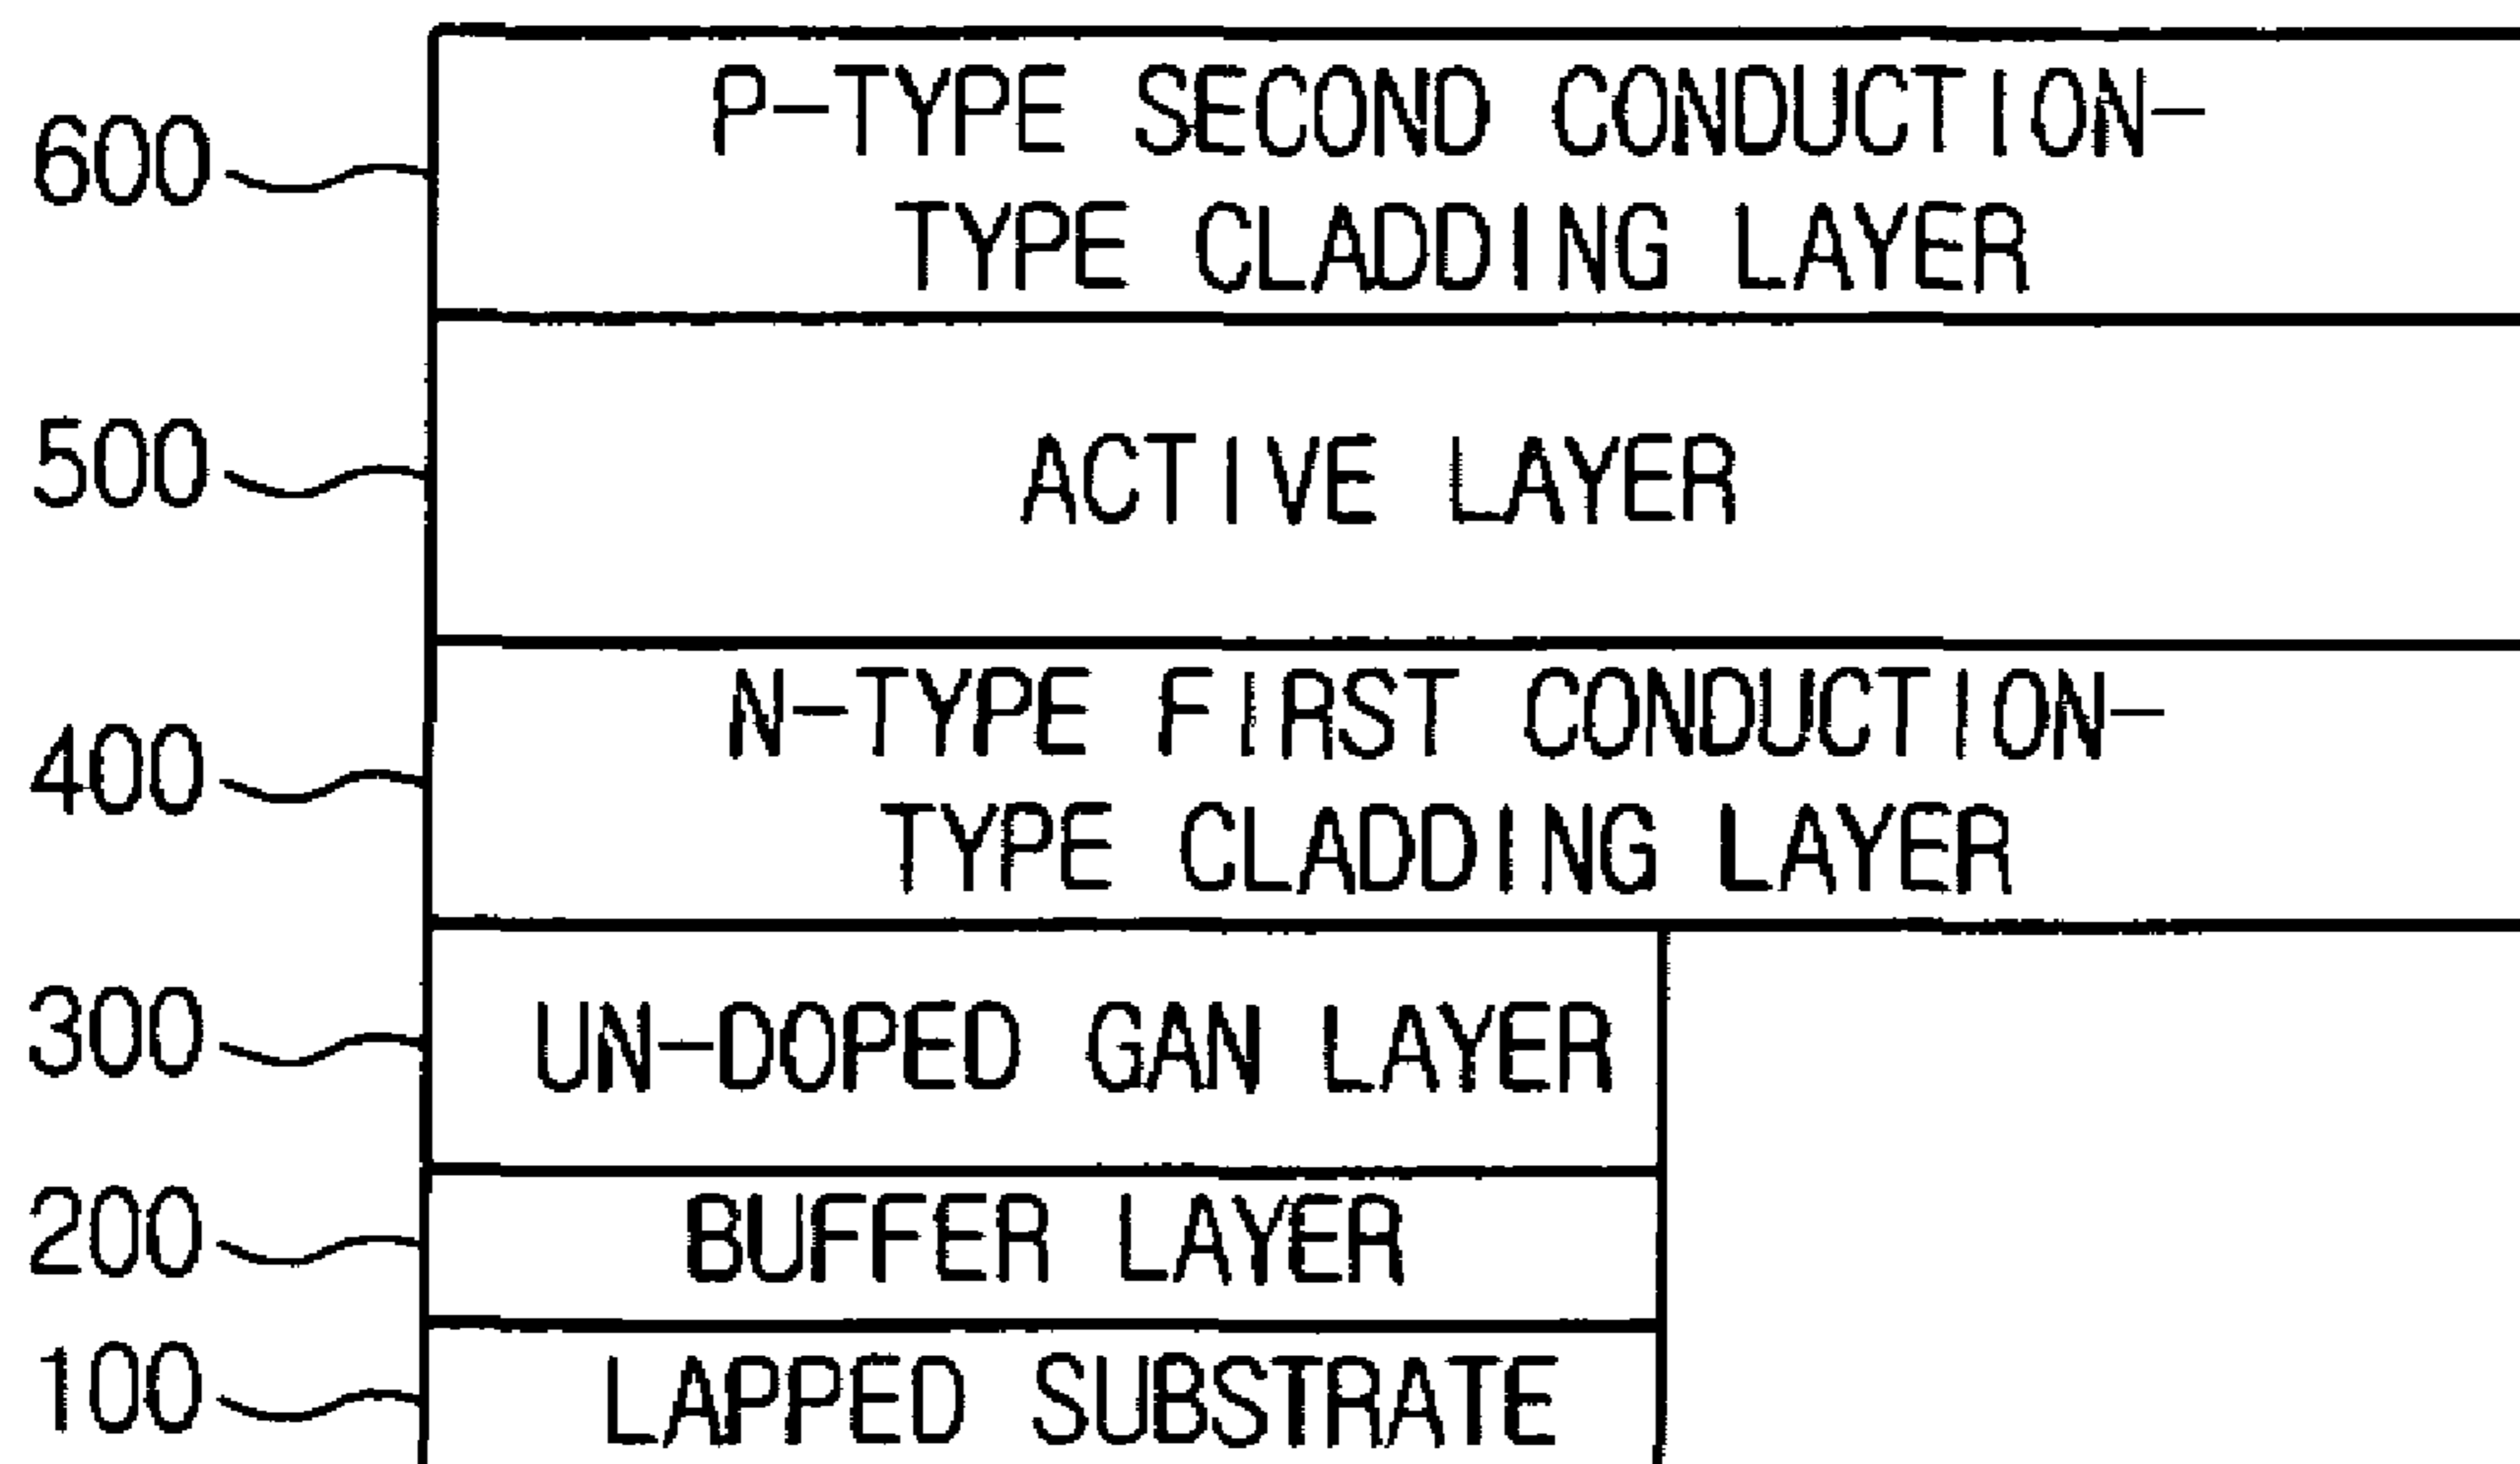 P-TYPE SECOND CONDUCTION-
600
TYPE CLADDING LAYER
500
ACTIVE LAYER
N-TYPE FIRST CONDUCTION-
400
TYPE CLADDING LAYER
300
UN-DOPED GAN LAYER
200
BUFFER LAYER
100
LAPPED SUBSTRATE